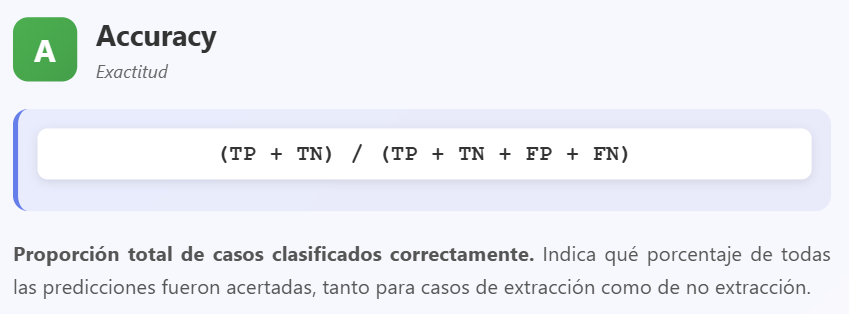 A
Accuracy
Exactitud
(TP + TN) / (TP + TN + FP + FN)
Proporción total de casos clasificados correctamente. Indica qué porcentaje de todas
las predicciones fueron acertadas, tanto para casos de extracción como de no extracción.